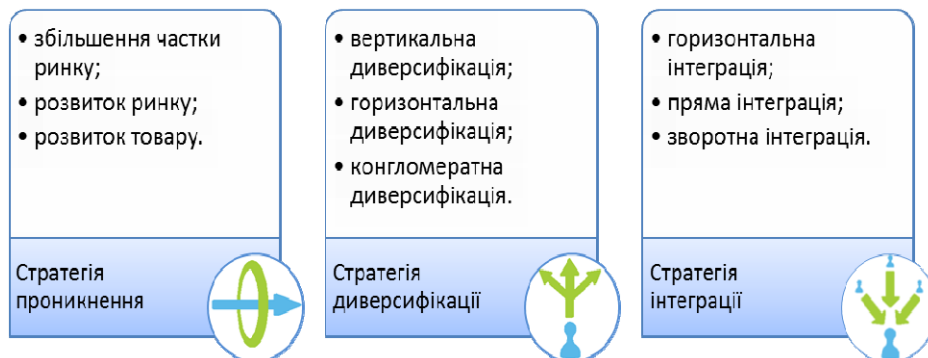 • збільшення частки
ринку;
• розвиток ринку;
• розвиток товару.
Стратегія
проникнення
• вертикальна
диверсифікація;
• горизонтальна
диверсифікація;
• конгломератна
диверсифікація.
Стратегія
диверсифікації
• горизонтальна
інтеграція;
• пряма інтеграція;
• зворотна інтеграція.
Стратегія
інтеграції